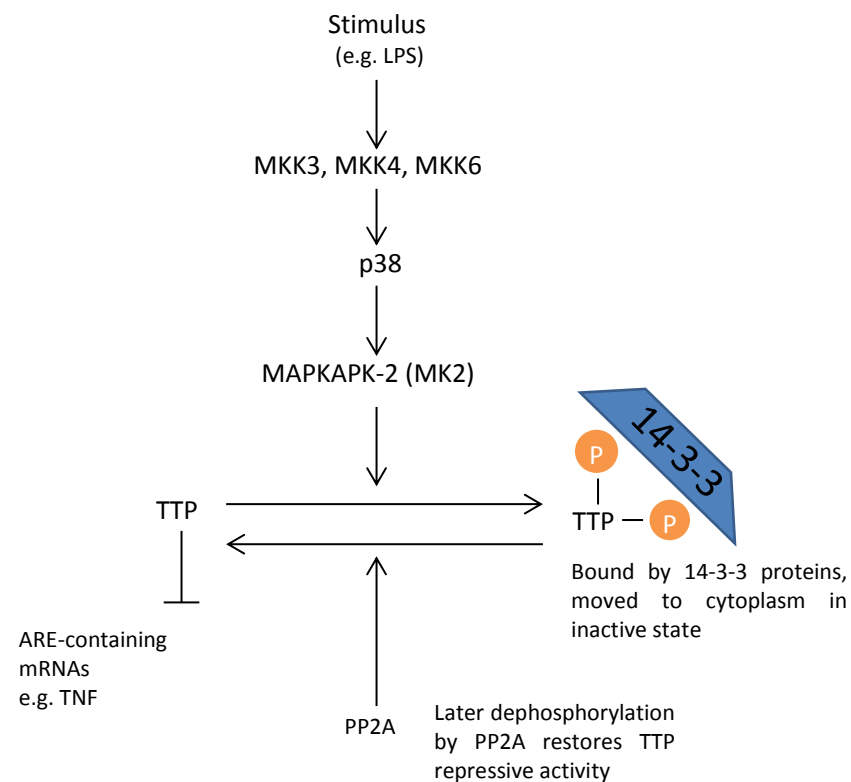 Stimulus
(e.g. LPS)
MKK3, MKK4, MKK6
p38
MAPKAPK-2 (MK2)
14-3-3
P
TTP
TTP
P
Bound by 14-3-3 proteins,
moved to cytoplasm in
inactive state
ARE-containing
mRNAs
e.g. TNF
PP2A
Later dephosphorylation
by PP2A restores TTP
repressive activity